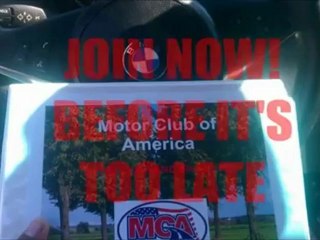 JOIN NOW!
BEFORE IT'S
Motor Club of
America
TOO LATE
MCA